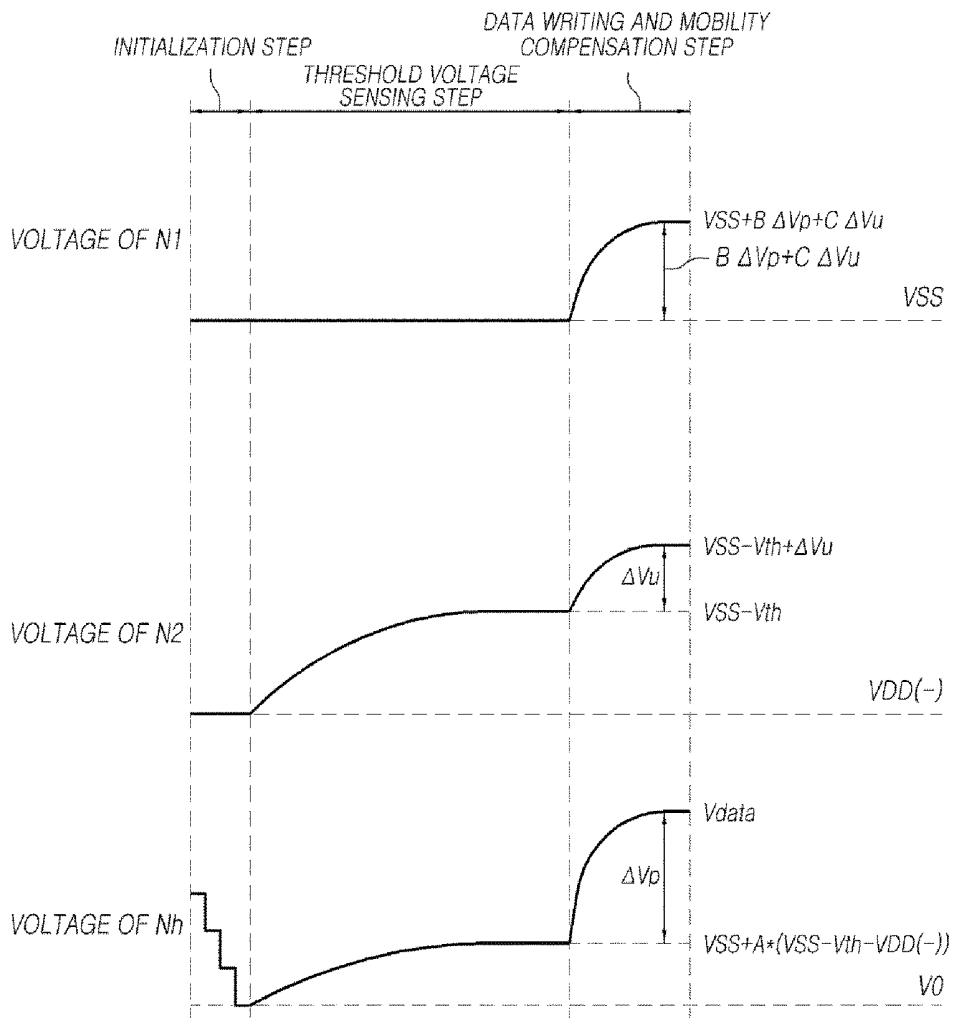 DATA WRITING AND MOBILITY
COMPENSATION STEP
INITIALIZATION STEP
THRESHOLD VOLTAGE
SENSING STEP
VOLTAGE OF N1
VSS+B ΔVp+C ΔVu
B ΔVp+C ΔVu
VSS
VOLTAGE OF N2
VSS-Vth+ΔVu
ΔVu
VSS-Vth
VDD(-)
VOLTAGE OF Nh
Vdata
ΔVp
VSS+A*(VSS-Vth-VDD(-))
V0